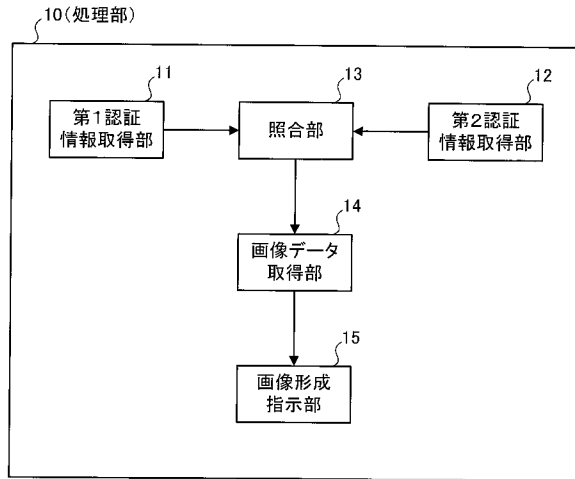 10(処理部)
11
13
12
第1認証
情報取得部
照合部
第2認証
情報取得部
14
画像データ
取得部
15
画像形成
指示部